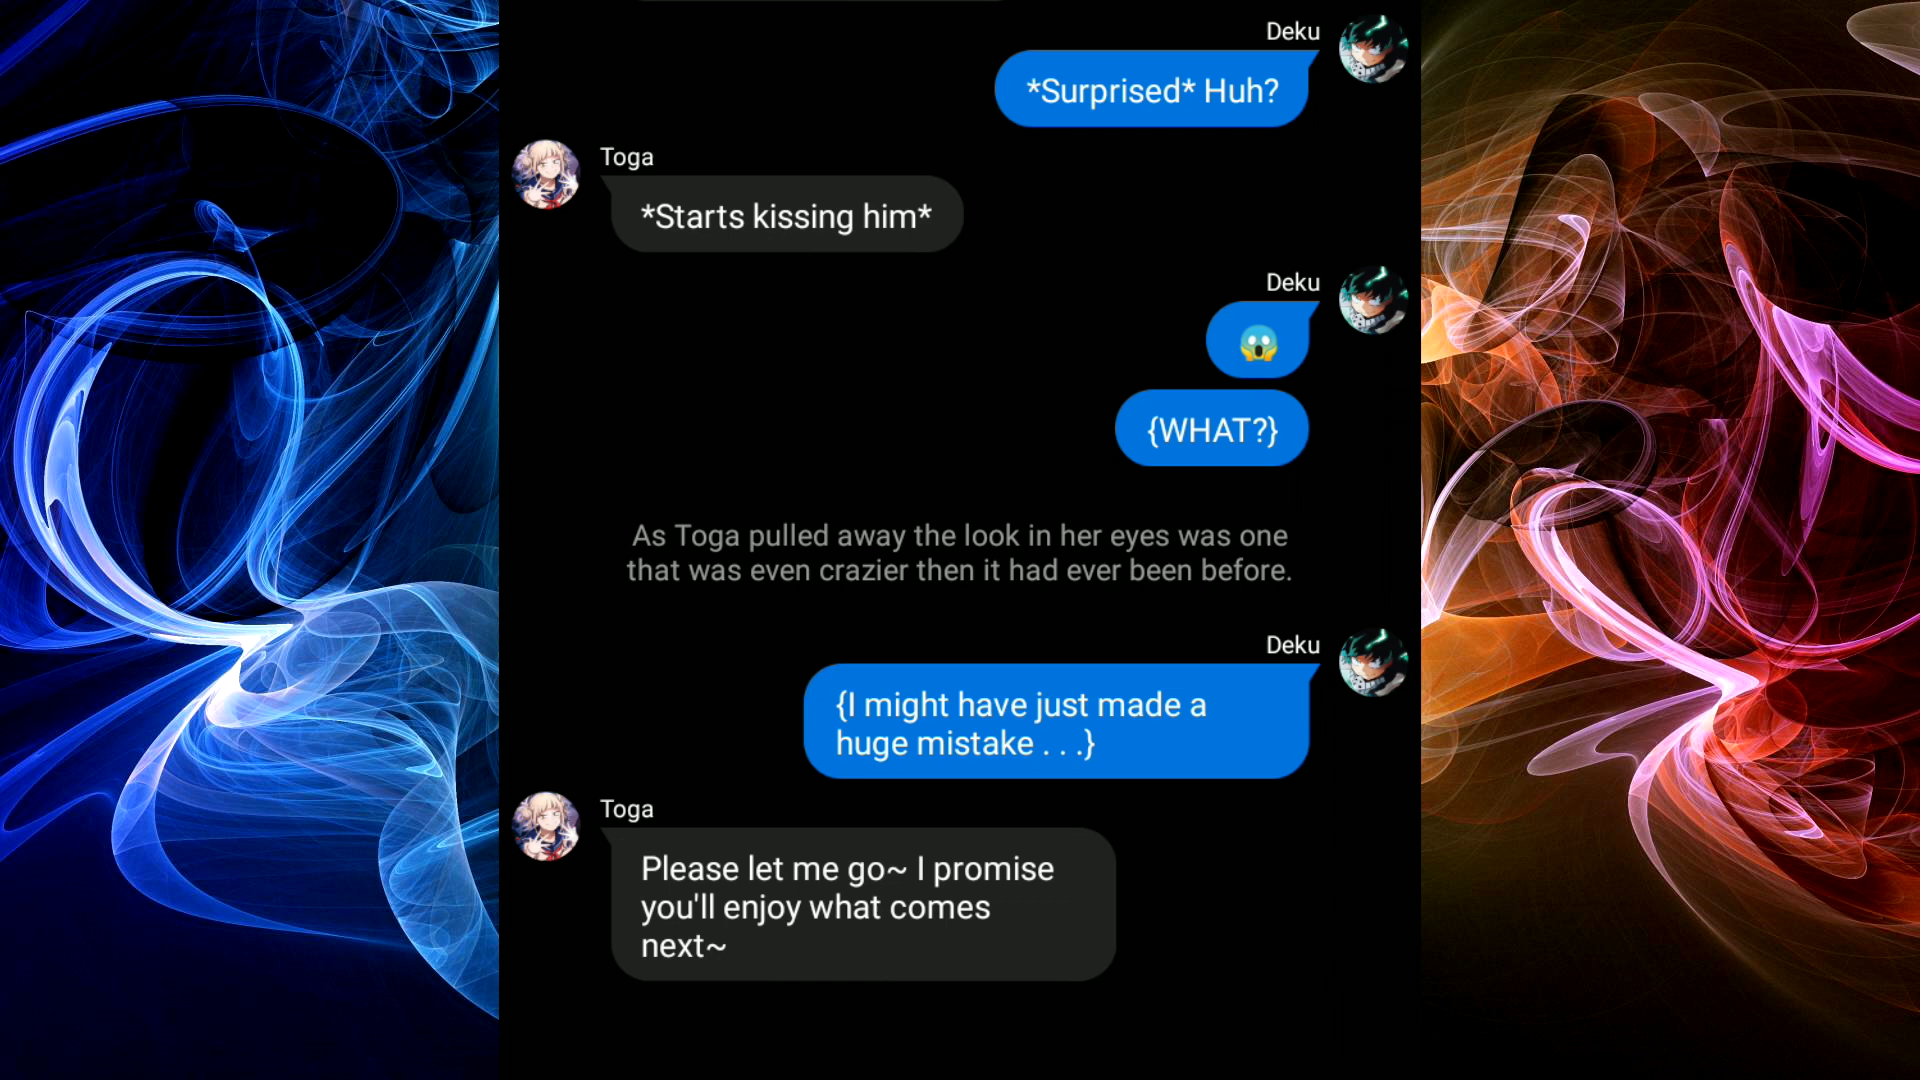 Deku
*Surprised* Huh?
Toga
*Starts kissing him*
Deku
😱
{WHAT?}
As Toga pulled away the look in her eyes was one
that was even crazier then it had ever been before.
Deku
{I might have just made a
huge mistake . . .}
Toga
Please let me go~ I promise
you'll enjoy what comes
next~